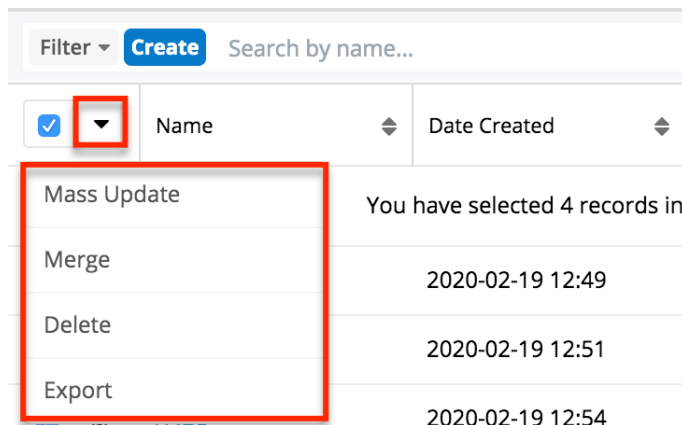 Filter Create Search by name...
Name Date Created
Mass Update
You have selected 4 records in
Merge
2020-02-19 12:49
Delete
2020-02-19 12:51
Export
2020-02-19 12:54